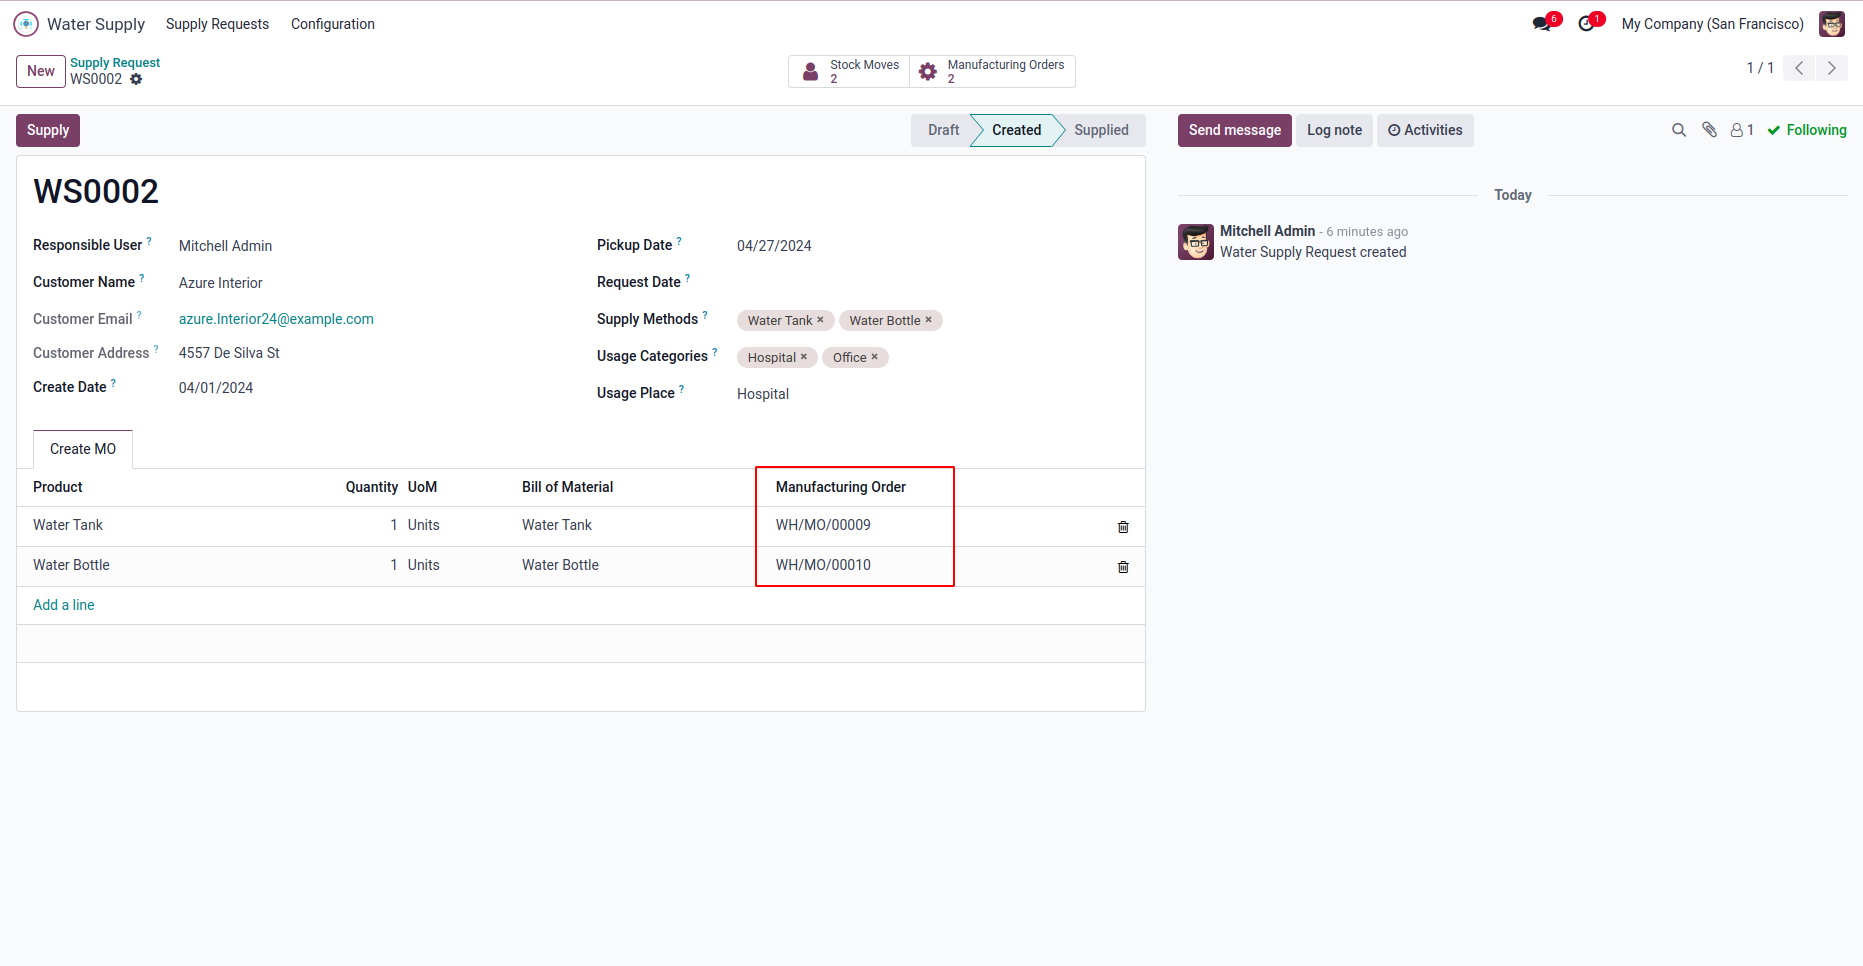 Water Supply Supply Requests Configuration 6 1 My Company (San Francisco)
New Supply Request Stock Moves Manufacturing Orders 1 / 1
WS0002 2 2
Supply Draft Created Supplied Send message Log note Activities 1 Following
WS0002
Today
Responsible User ? Mitchell Admin Pickup Date ? 04/27/2024 Mitchell Admin - 6 minutes ago
Water Supply Request created
Customer Name ? Azure Interior Request Date ?
Customer Email ? azure.Interior24@example.com Supply Methods ? Water Tank × Water Bottle ×
Customer Address ? 4557 De Silva St Usage Categories ? Hospital × Office ×
Create Date ? 04/01/2024 Usage Place ? Hospital
Create MO
Product Quantity UoM Bill of Material Manufacturing Order
Water Tank 1 Units Water Tank WH/MO/00009
Water Bottle 1 Units Water Bottle WH/MO/00010
Add a line